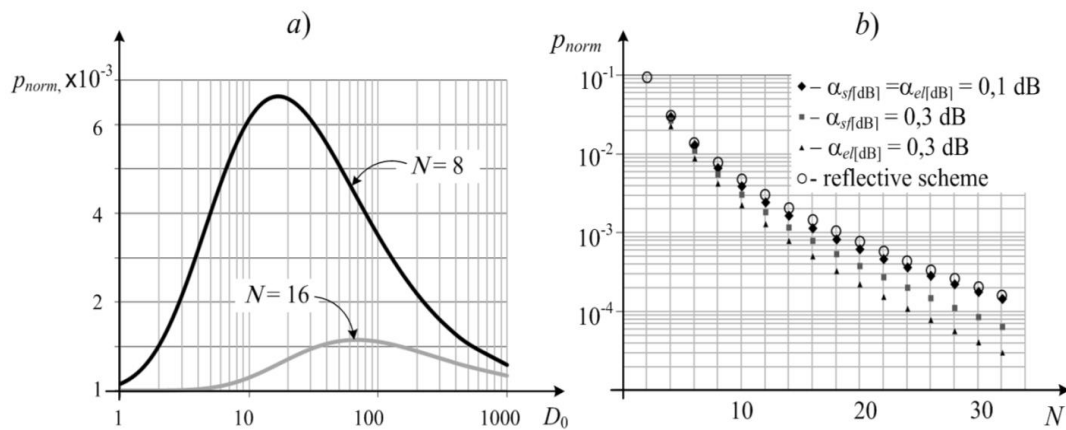 a)
p_norm, x10^-3
6
4
2
1
N = 8
N = 16
1
10
100
1000
D_0
b)
p_norm
10^-1
10^-2
10^-3
10^-4
♦ – α_sf[dB] = α_el[dB] = 0,1 dB
■ – α_sf[dB] = 0,3 dB
▲ – α_el[dB] = 0,3 dB
○ - reflective scheme
10
20
30
N